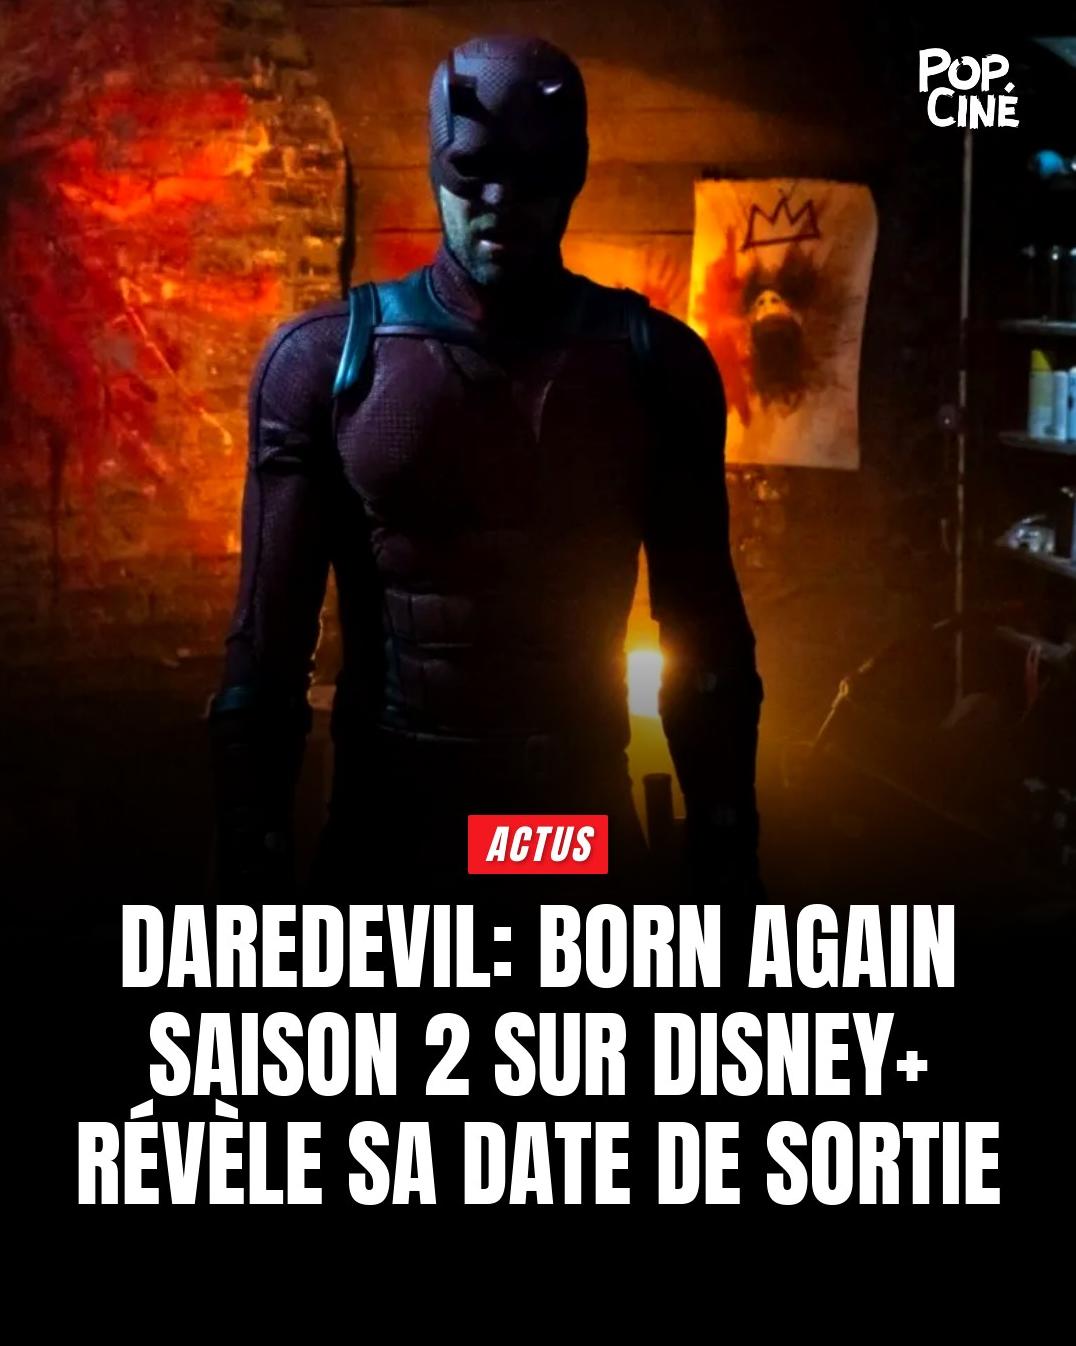 POP.
CINÉ
ACTUS
DAREDEVIL: BORN AGAIN
SAISON 2 SUR DISNEY+
RÉVÈLE SA DATE DE SORTIE